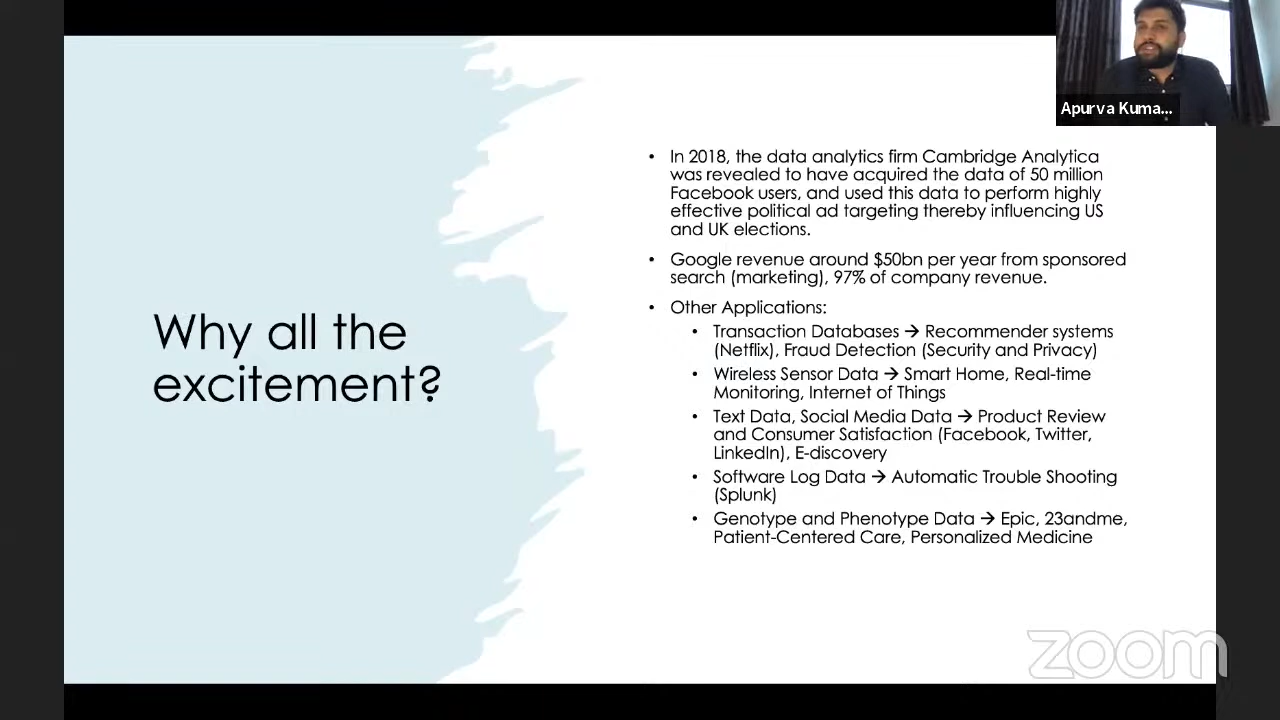 Apurva Kuma...
Why all the
excitement?
• In 2018, the data analytics firm Cambridge Analytica
was revealed to have acquired the data of 50 million
Facebook users, and used this data to perform highly
effective political ad targeting thereby influencing US
and UK elections.
• Google revenue around $50bn per year from sponsored
search (marketing), 97% of company revenue.
• Other Applications:
• Transaction Databases → Recommender systems
(Netflix), Fraud Detection (Security and Privacy)
• Wireless Sensor Data → Smart Home, Real-time
Monitoring, Internet of Things
• Text Data, Social Media Data → Product Review
and Consumer Satisfaction (Facebook, Twitter,
LinkedIn), E-discovery
• Software Log Data → Automatic Trouble Shooting
(Splunk)
• Genotype and Phenotype Data → Epic, 23andme,
Patient-Centered Care, Personalized Medicine
zoom